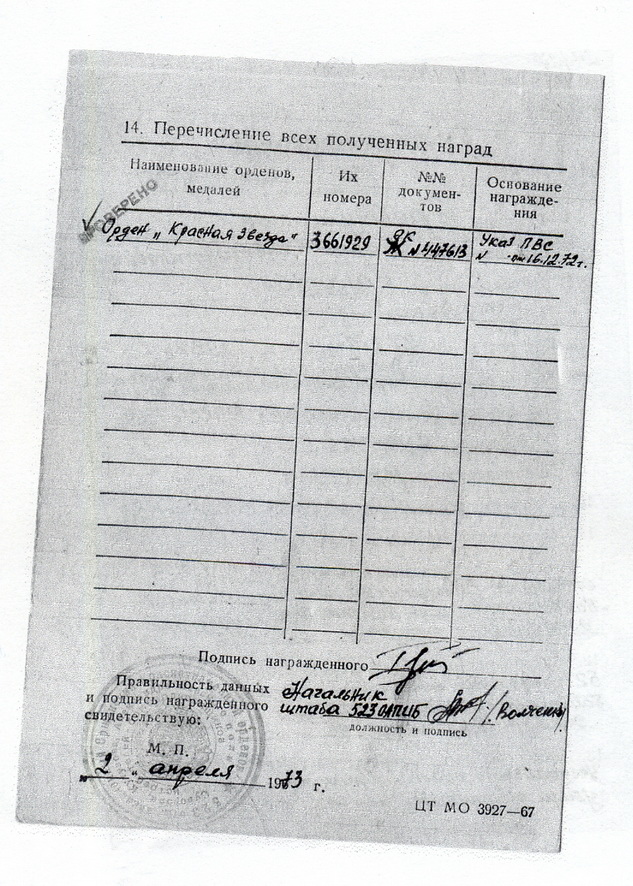 14. Перечисление всех полученных наград
Наименование орденов, медалей
Их номера
№№ документов
Основание награждения
ПРОВЕРЕНО
Орден „Красная Звезда"
3661929
№ 447613
Указ ПВС
от 16.12.72 г.
Подпись награжденного
Правильность данных
и подпись награжденного
свидетельствую:
Начальник
штаба 523 ОАПИБ
должность и подпись
М. П.
„ 2 „ апреля 1973 г.
ЦТ МО 3927—67